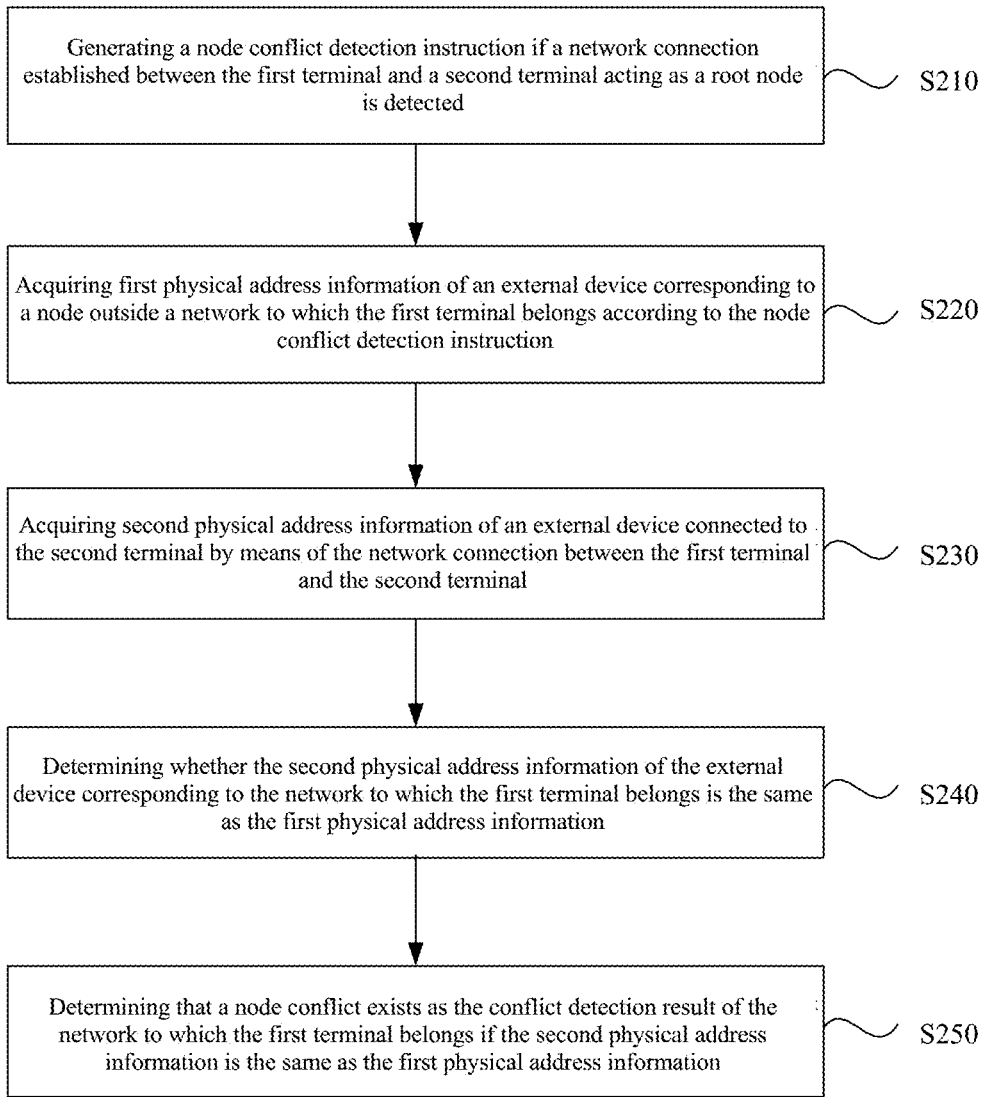 Generating a node conflict detection instruction if a network connection
established between the first terminal and a second terminal acting as a root node
is detected
S210
Acquiring first physical address information of an external device corresponding to
a node outside a network to which the first terminal belongs according to the node
conflict detection instruction
S220
Acquiring second physical address information of an external device connected to
the second terminal by means of the network connection between the first terminal
and the second terminal
S230
Determining whether the second physical address information of the external
device corresponding to the network to which the first terminal belongs is the same
as the first physical address information
S240
Determining that a node conflict exists as the conflict detection result of the
network to which the first terminal belongs if the second physical address
information is the same as the first physical address information
S250